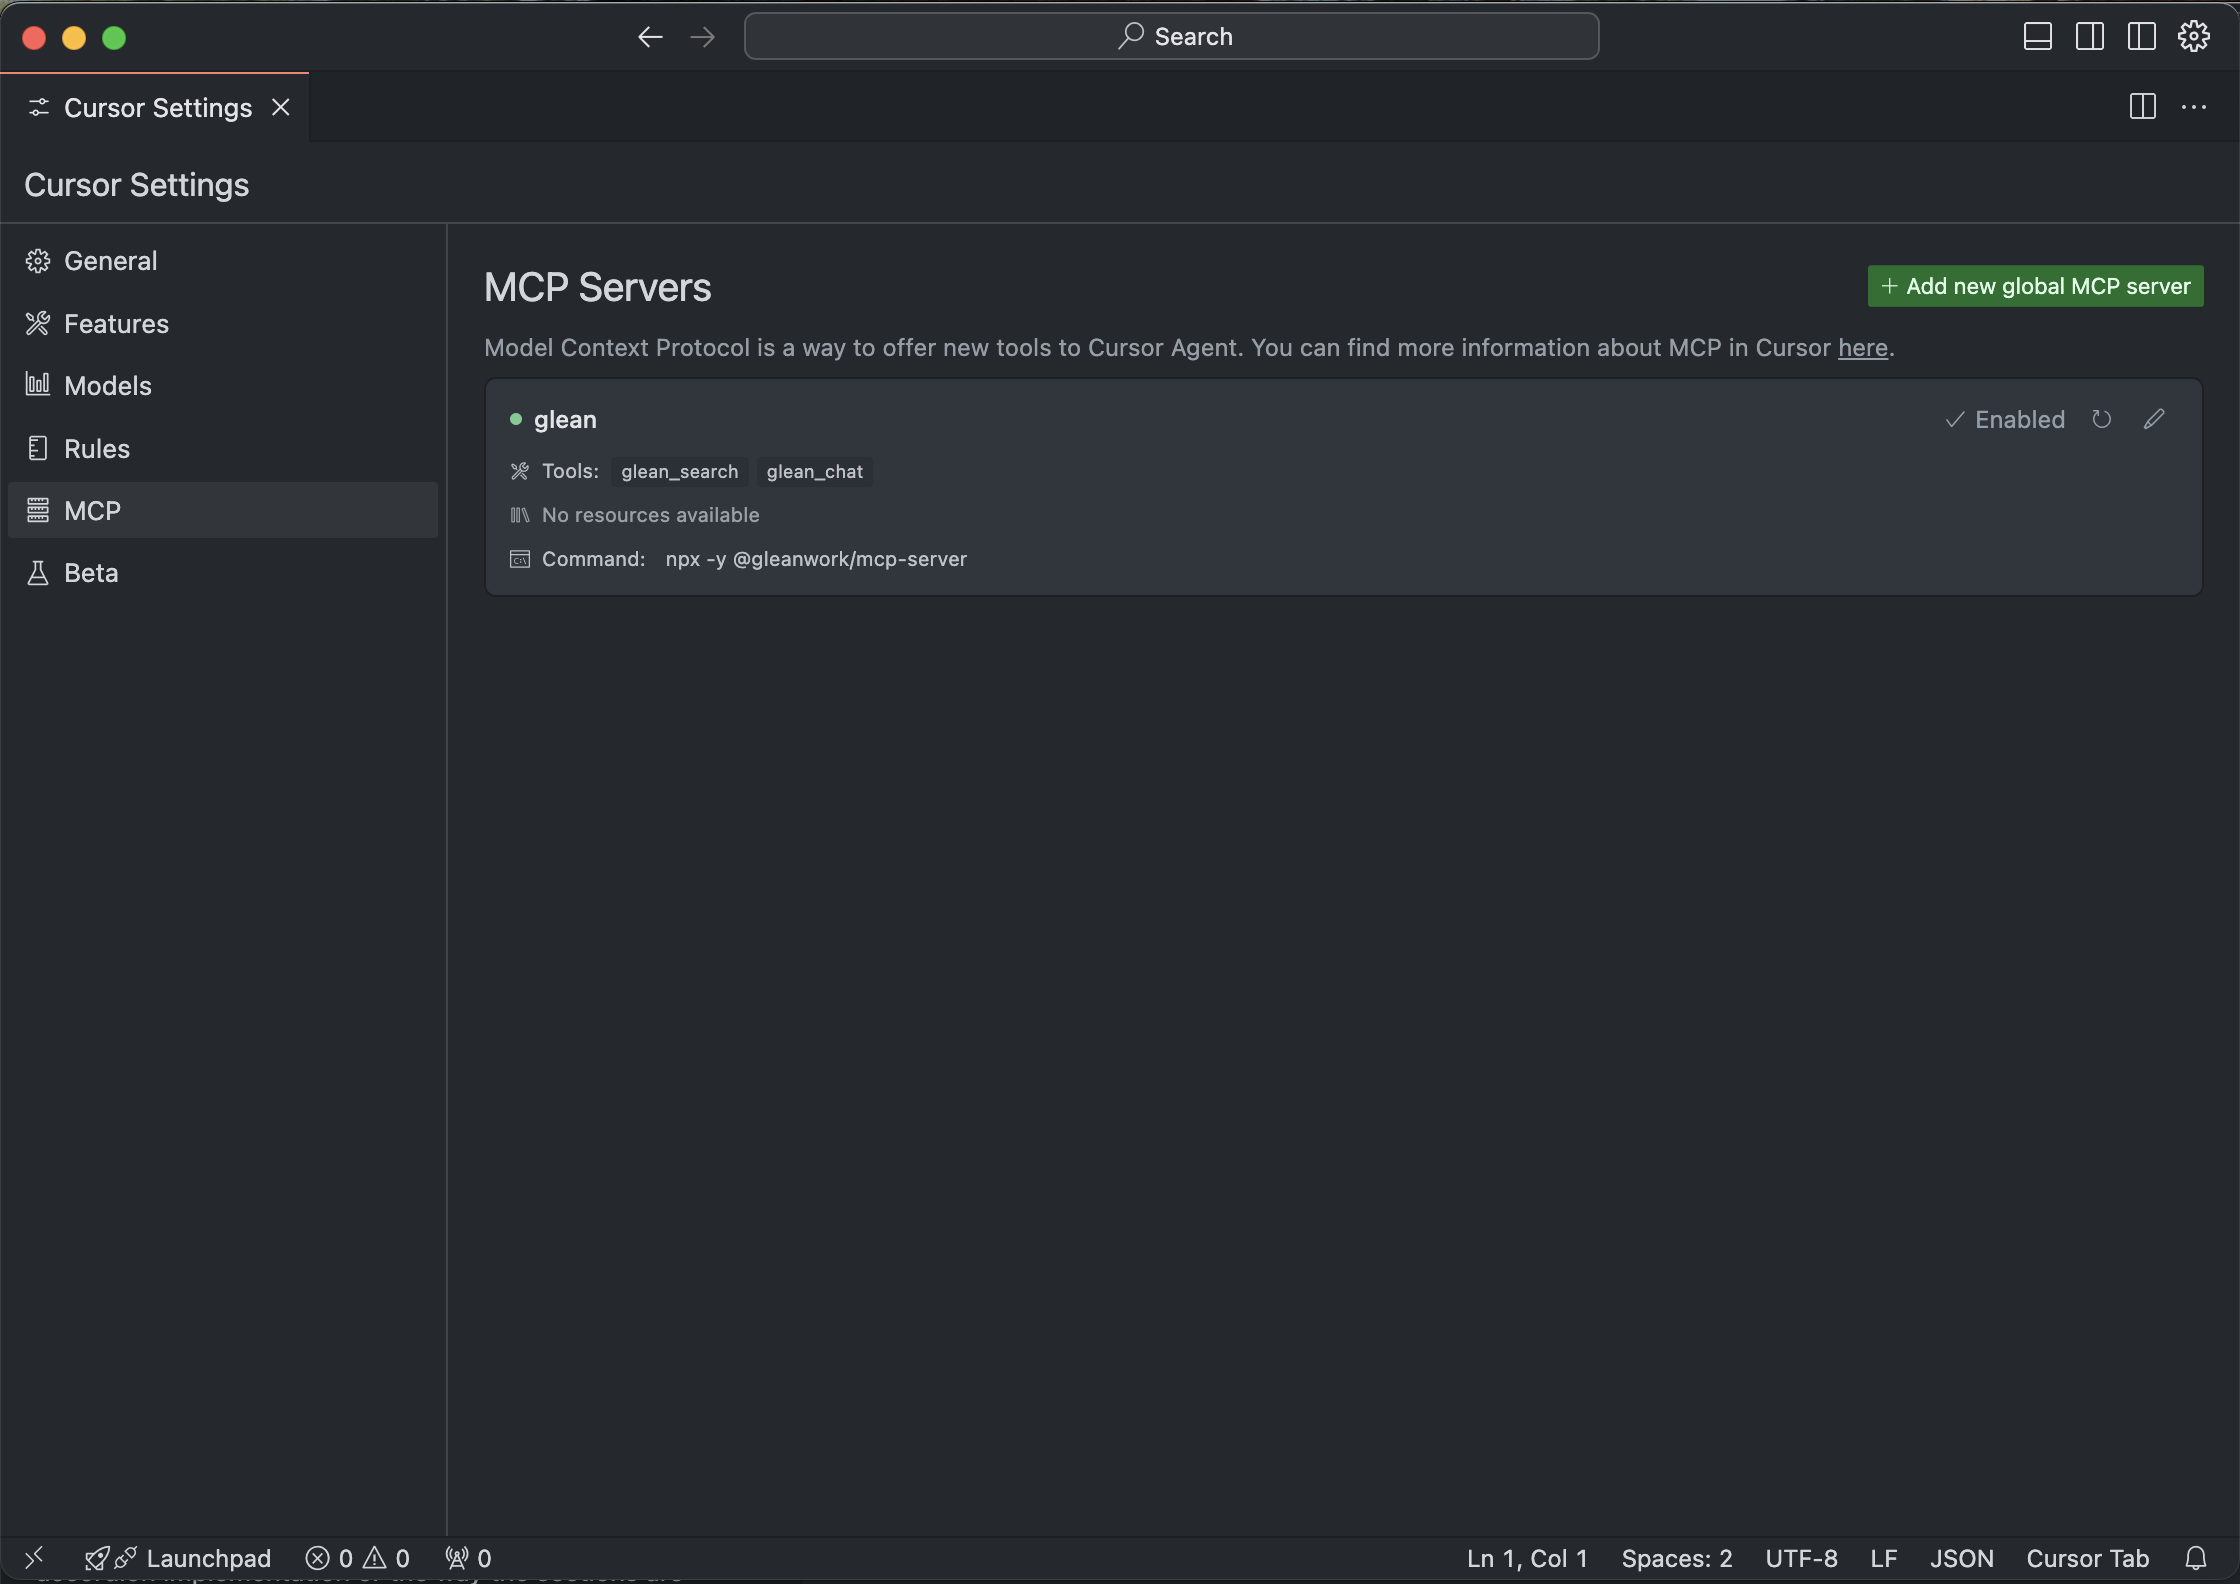 Search
Cursor Settings
Cursor Settings
General
Features
Models
Rules
MCP
Beta
MCP Servers
Add new global MCP server
Model Context Protocol is a way to offer new tools to Cursor Agent. You can find more information about MCP in Cursor here.
glean
Enabled
Tools: glean_search glean_chat
No resources available
Command: npx -y @gleanwork/mcp-server
Launchpad 0 0 0 Ln 1, Col 1 Spaces: 2 UTF-8 LF JSON Cursor Tab